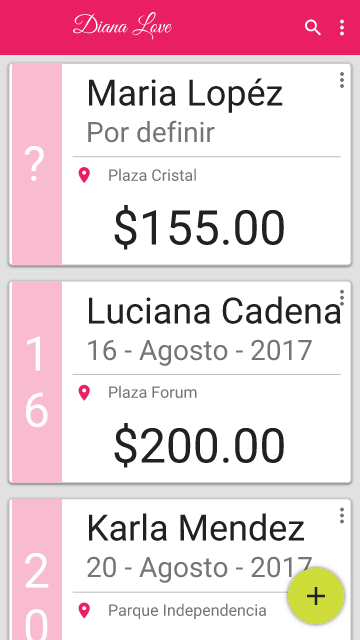 Diana Love
?
Maria Lopéz
Por definir
Plaza Cristal
$155.00
16
Luciana Cadena
16 - Agosto - 2017
Plaza Forum
$200.00
20
Karla Mendez
20 - Agosto - 2017
Parque Independencia
+